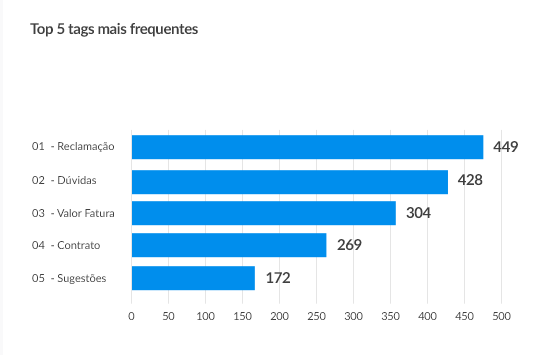 Top 5 tags mais frequentes
01 - Reclamação 449
02 - Dúvidas 428
03 - Valor Fatura 304
04 - Contrato 269
05 - Sugestões 172
0 50 100 150 200 250 300 350 400 450 500